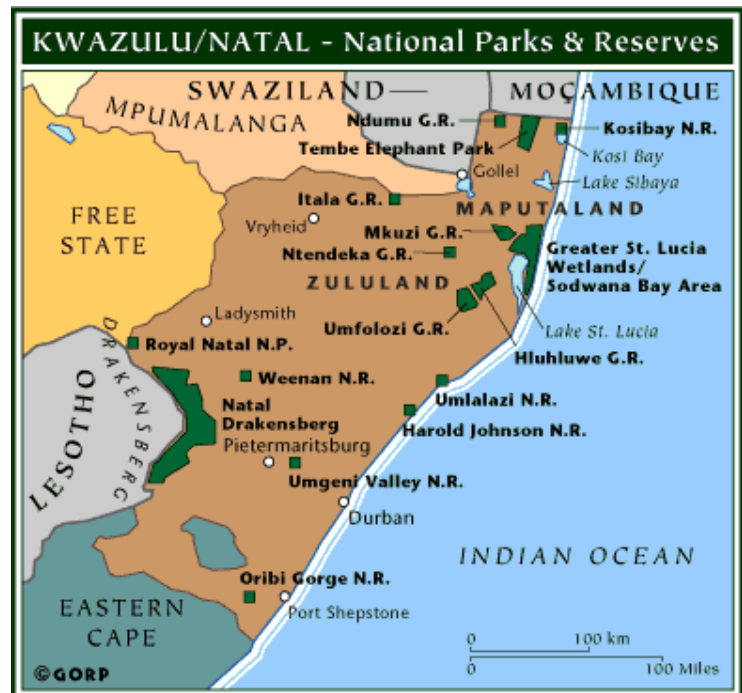 KWAZULU/NATAL - National Parks & Reserves
SWAZILAND
MOÇAMBIQUE
MPUMALANGA
Ndumu G.R.
Kosibay N.R.
Tembe Elephant Park
Kosi Bay
Gollel
Lake Sibaya
Itala G.R.
MAPUTALAND
FREE
STATE
Vryheid
Mkuzi G.R.
Ntendeka G.R.
Greater St. Lucia
Wetlands/
Sodwana Bay Area
ZULULAND
Ladysmith
Umfolozi G.R.
Lake St. Lucia
Royal Natal N.P.
Hluhluwe G.R.
DRAKENSBERG
LESOTHO
Weenan N.R.
Umlalazi N.R.
Natal
Drakensberg
Harold Johnson N.R.
Pietermaritsburg
Umgeni Valley N.R.
Durban
INDIAN OCEAN
Oribi Gorge N.R.
EASTERN
CAPE
Port Shepstone
0 100 km
0 100 Miles
©GORP